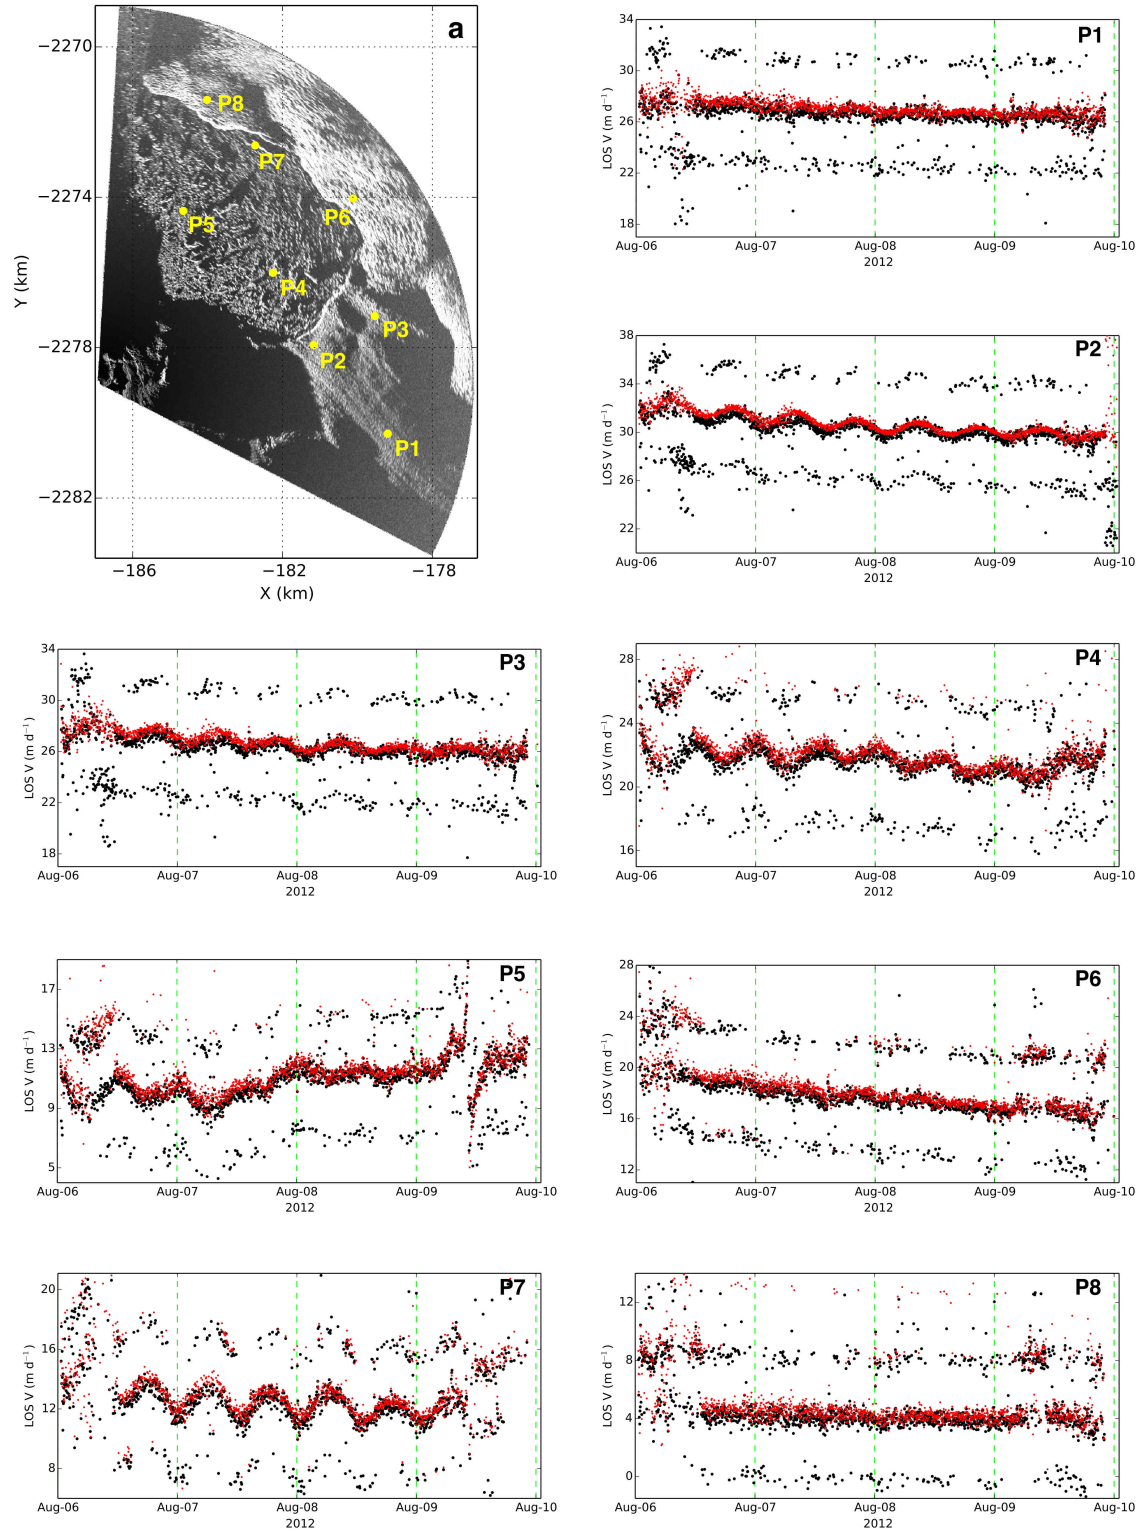 a
−2270
−2274
−2278
−2282
Y (km)
P8
P7
P6
P5
P4
P3
P2
P1
−186
−182
−178
X (km)
P1
34
30
26
22
18
LOS V (m d⁻¹)
Aug-06
Aug-07
Aug-08
Aug-09
Aug-10
2012
P2
38
34
30
26
22
LOS V (m d⁻¹)
Aug-06
Aug-07
Aug-08
Aug-09
Aug-10
2012
P3
34
30
26
22
18
LOS V (m d⁻¹)
Aug-06
Aug-07
Aug-08
Aug-09
Aug-10
2012
P4
28
24
20
16
LOS V (m d⁻¹)
Aug-06
Aug-07
Aug-08
Aug-09
Aug-10
2012
P5
17
13
9
5
LOS V (m d⁻¹)
Aug-06
Aug-07
Aug-08
Aug-09
Aug-10
2012
P6
28
24
20
16
12
LOS V (m d⁻¹)
Aug-06
Aug-07
Aug-08
Aug-09
Aug-10
2012
P7
20
16
12
8
LOS V (m d⁻¹)
Aug-06
Aug-07
Aug-08
Aug-09
Aug-10
2012
P8
12
8
4
0
LOS V (m d⁻¹)
Aug-06
Aug-07
Aug-08
Aug-09
Aug-10
2012